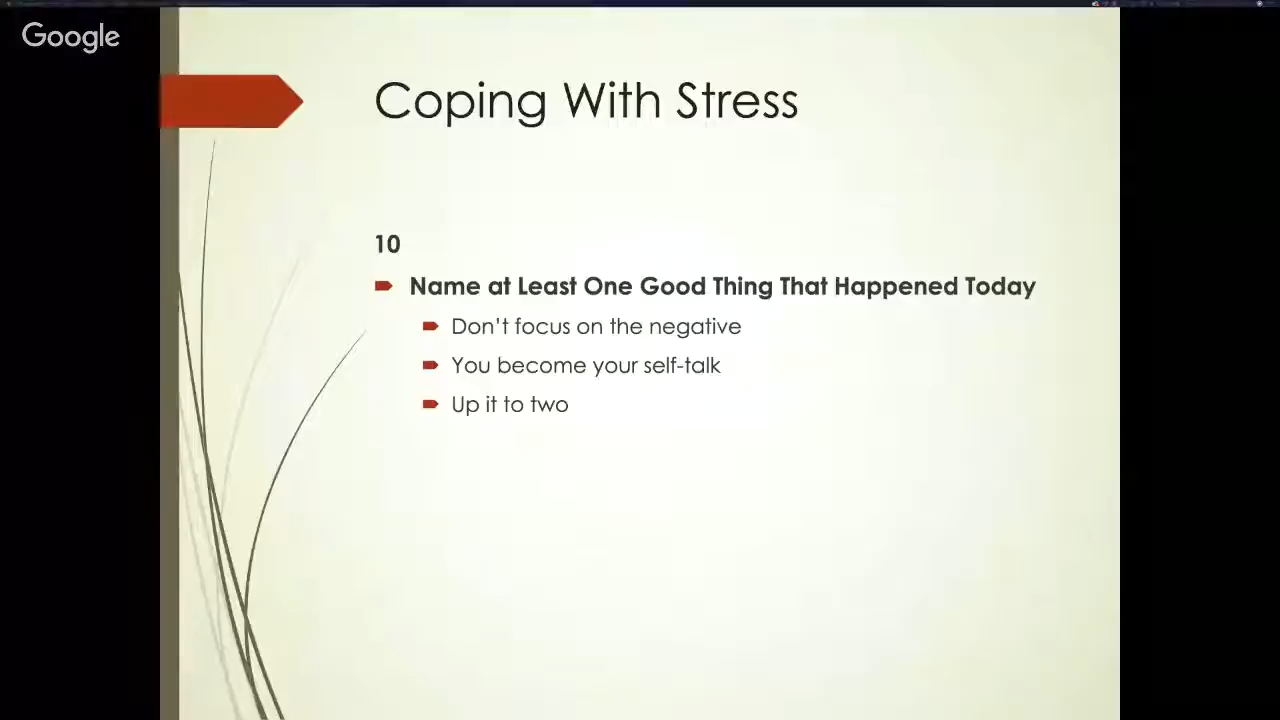 Google
Coping With Stress
10
Name at Least One Good Thing That Happened Today
Don't focus on the negative
You become your self-talk
Up it to two